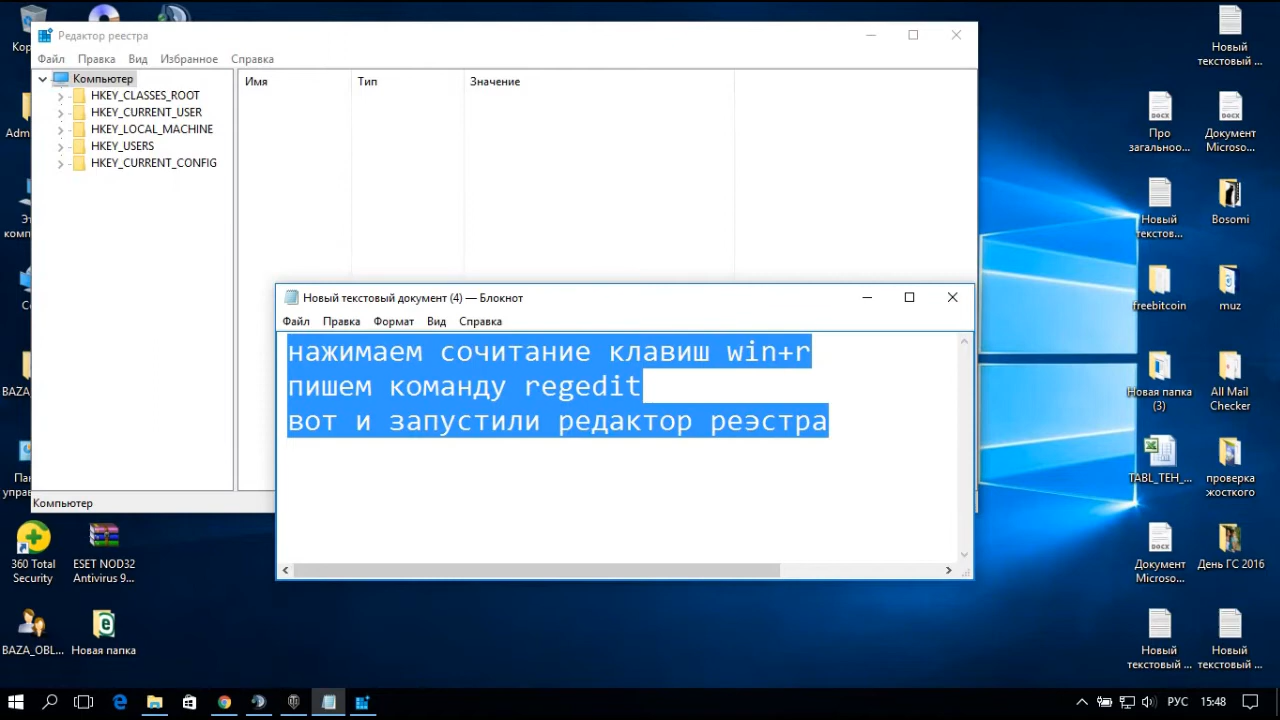 Редактор реестра
Файл Правка Вид Избранное Справка
Компьютер
HKEY_CLASSES_ROOT
HKEY_CURRENT_USER
HKEY_LOCAL_MACHINE
HKEY_USERS
HKEY_CURRENT_CONFIG
Имя Тип Значение
Компьютер
Новый текстовый документ (4) — Блокнот
Файл Правка Формат Вид Справка
нажимаем сочитание клавиш win+r
пишем команду regedit
вот и запустили редактор реэстра
360 Total
Security
ESET NOD32
Antivirus 9...
BAZA_OBL...
Новая папка
Новый
текстовый ...
Про
загальноо...
Документ
Microso...
Новый
текстов...
Bosomi
freebitcoin
muz
Новая папка
(3)
All Mail
Checker
TABL_TEH_...
проверка
жосткого
Документ
Microso...
День ГС 2016
Новый
текстовый ...
Новый
текстовый ...
РУС
15:48